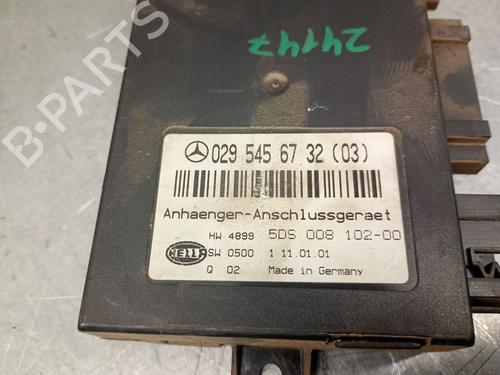 24147
B-PARTS
029 545 67 32 (03)
Anhaenger-Anschlussgeraet
HW 4899 5DS 008 102-00
HELLA SW 0500 1 11.01.01
Q 02 Made in Germany